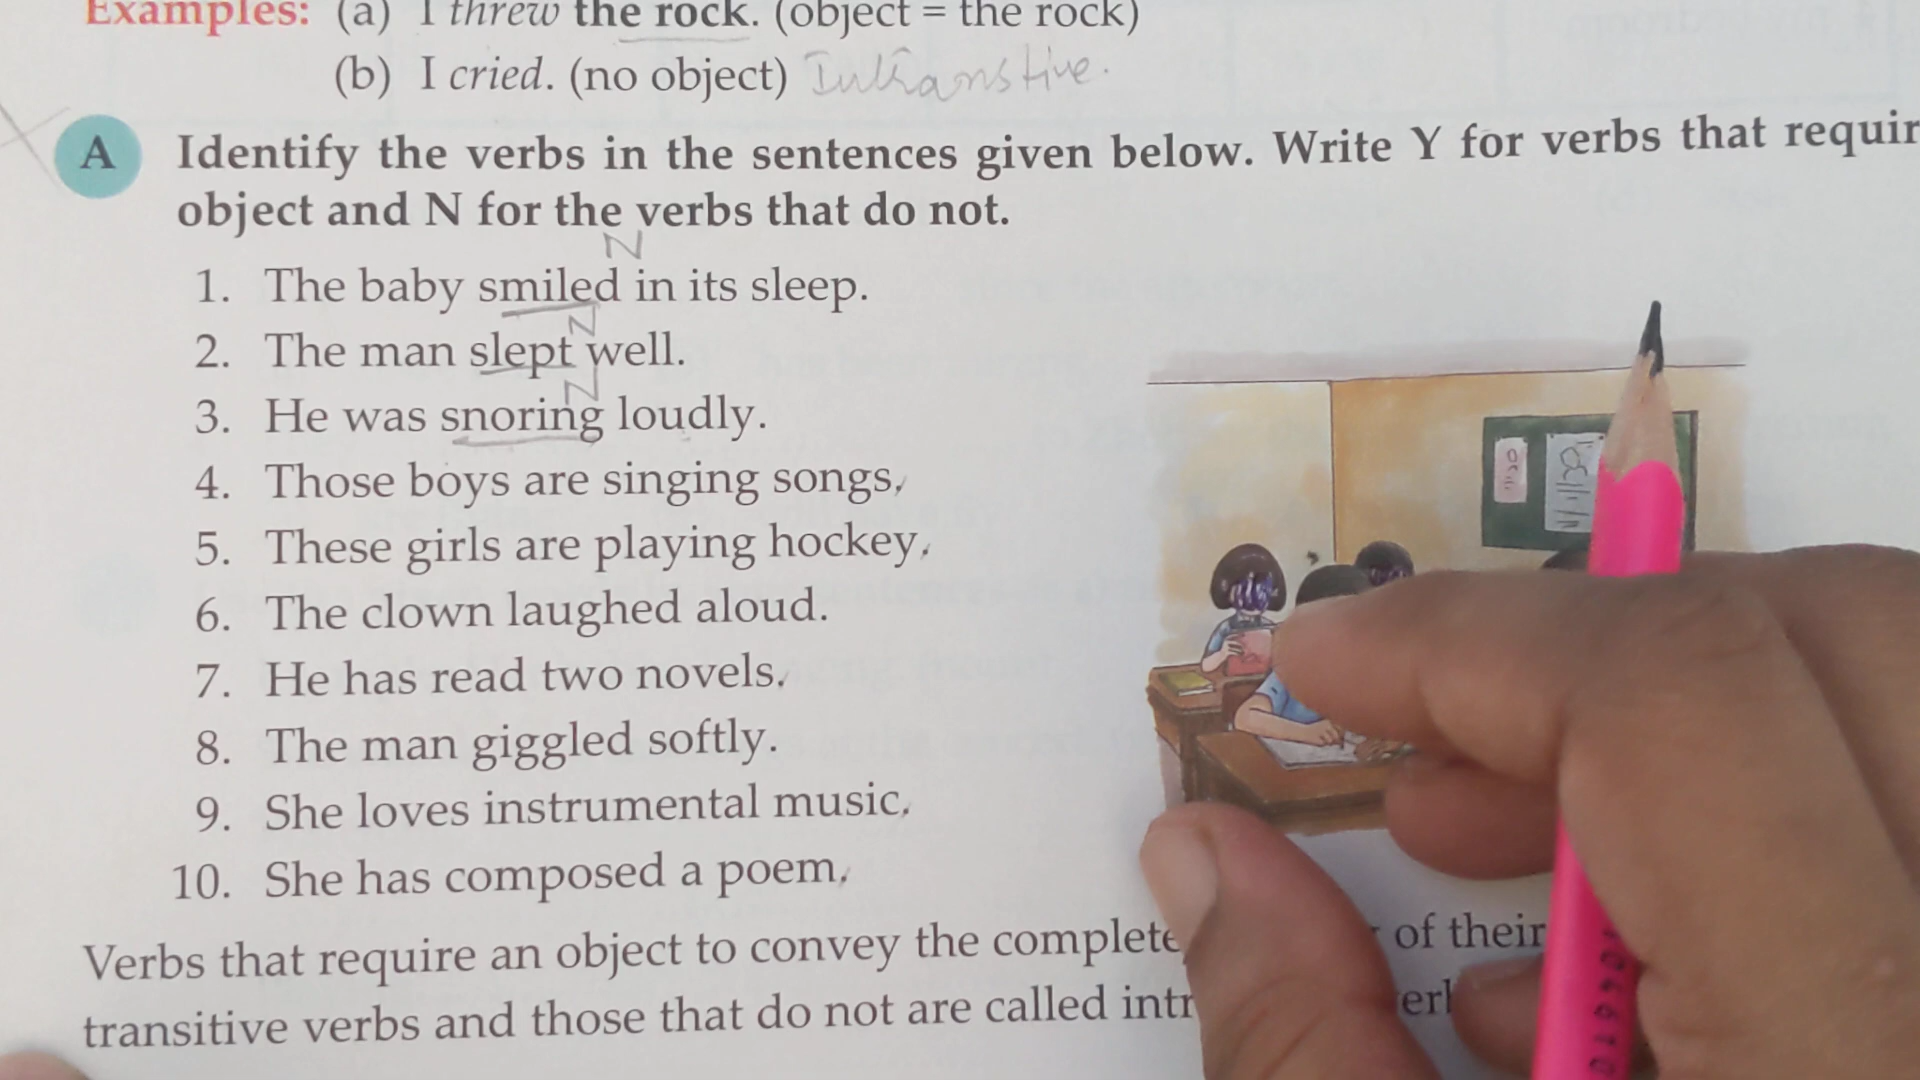 Examples: (a) I threw the rock. (object = the rock)
(b) I cried. (no object)
A Identify the verbs in the sentences given below. Write Y for verbs that requir
object and N for the verbs that do not.
N
1. The baby smiled in its sleep.
N
2. The man slept well.
N
3. He was snoring loudly.
4. Those boys are singing songs.
5. These girls are playing hockey.
6. The clown laughed aloud.
7. He has read two novels.
8. The man giggled softly.
9. She loves instrumental music.
10. She has composed a poem.
Verbs that require an object to convey the complete of their
transitive verbs and those that do not are called intr